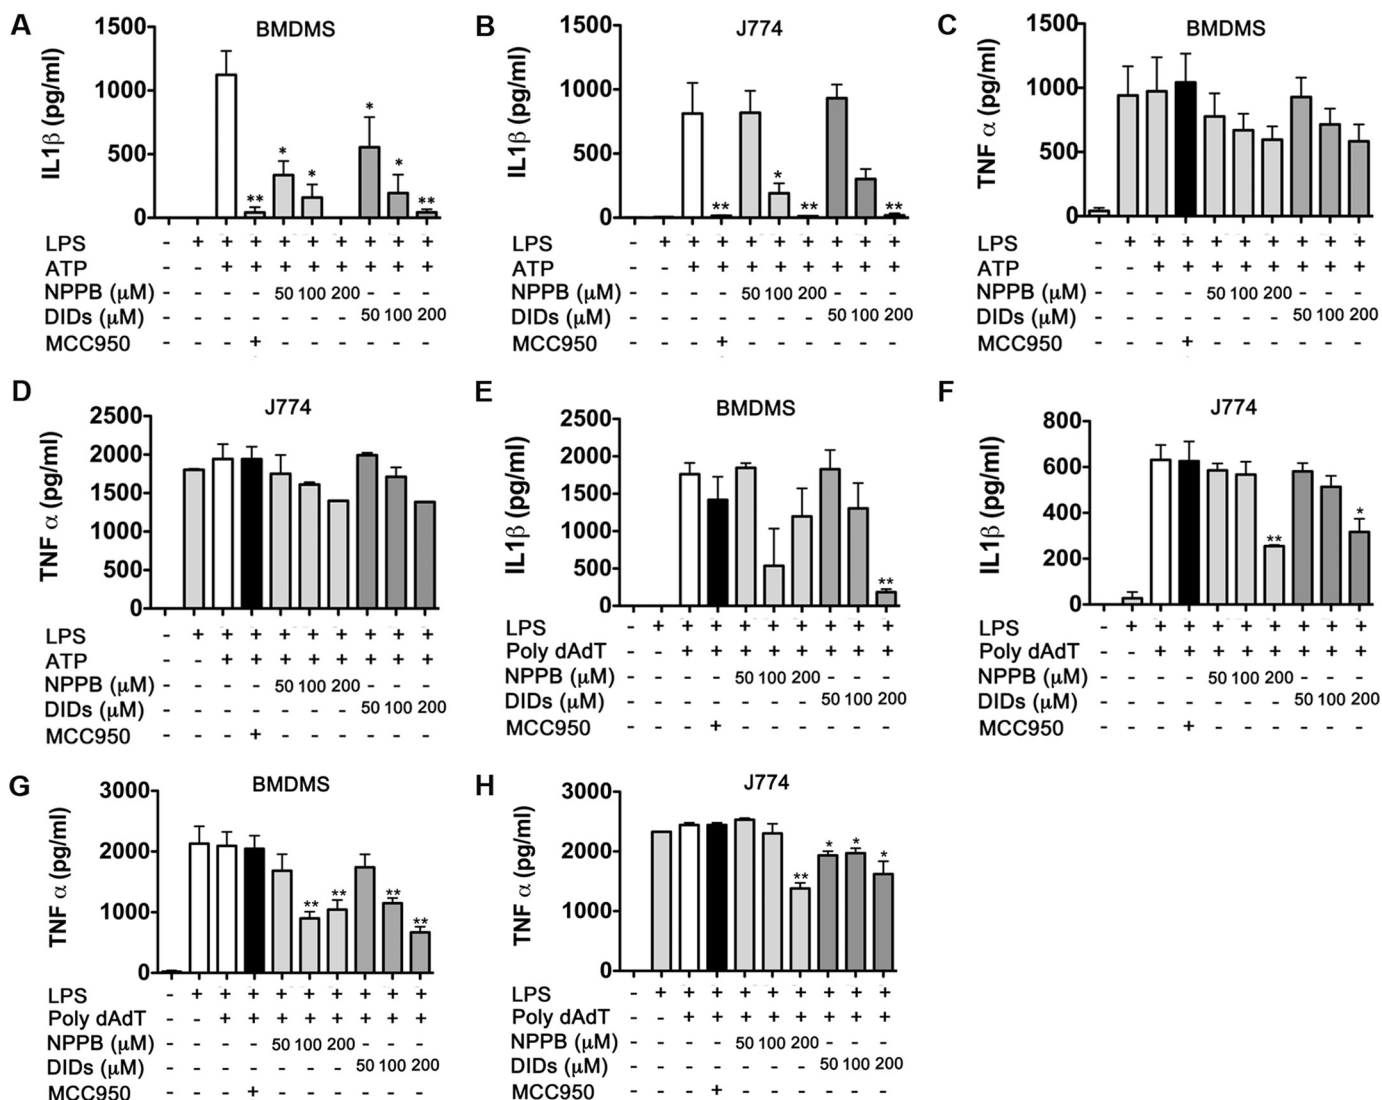 A
BMDMS
IL1β (pg/ml)
1500
1000
500
0
** * * * * **
LPS - + + + + + + + + +
ATP - - + + + + + + + +
NPPB (μM) - - - - 50 100 200 - - -
DIDs (μM) - - - - - - - 50 100 200
MCC950 - - - + - - - - - -
B
J774
IL1β (pg/ml)
1500
1000
500
0
** * ** **
LPS - + + + + + + + + +
ATP - - + + + + + + + +
NPPB (μM) - - - - 50 100 200 - - -
DIDs (μM) - - - - - - - 50 100 200
MCC950 - - - + - - - - - -
C
BMDMS
TNF α (pg/ml)
1500
1000
500
0
LPS - + + + + + + + + +
ATP - - + + + + + + + +
NPPB (μM) - - - - 50 100 200 - - -
DIDs (μM) - - - - - - - 50 100 200
MCC950 - - - + - - - - - -
D
J774
TNF α (pg/ml)
2500
2000
1500
1000
500
0
LPS - + + + + + + + + +
ATP - - + + + + + + + +
NPPB (μM) - - - - 50 100 200 - - -
DIDs (μM) - - - - - - - 50 100 200
MCC950 - - - + - - - - - -
E
BMDMS
IL1β (pg/ml)
2500
2000
1500
1000
500
0
**
LPS - + + + + + + + + +
Poly dAdT - - + + + + + + + +
NPPB (μM) - - - - 50 100 200 - - -
DIDs (μM) - - - - - - - 50 100 200
MCC950 - - - + - - - - - -
F
J774
IL1β (pg/ml)
800
600
400
200
0
** *
LPS - + + + + + + + + +
Poly dAdT - - + + + + + + + +
NPPB (μM) - - - - 50 100 200 - - -
DIDs (μM) - - - - - - - 50 100 200
MCC950 - - - + - - - - - -
G
BMDMS
TNF α (pg/ml)
3000
2000
1000
0
** ** ** **
LPS - + + + + + + + + +
Poly dAdT - - + + + + + + + +
NPPB (μM) - - - - 50 100 200 - - -
DIDs (μM) - - - - - - - 50 100 200
MCC950 - - - + - - - - - -
H
J774
TNF α (pg/ml)
3000
2000
1000
0
** * * *
LPS - + + + + + + + + +
Poly dAdT - - + + + + + + + +
NPPB (μM) - - - - 50 100 200 - - -
DIDs (μM) - - - - - - - 50 100 200
MCC950 - - - + - - - - - -